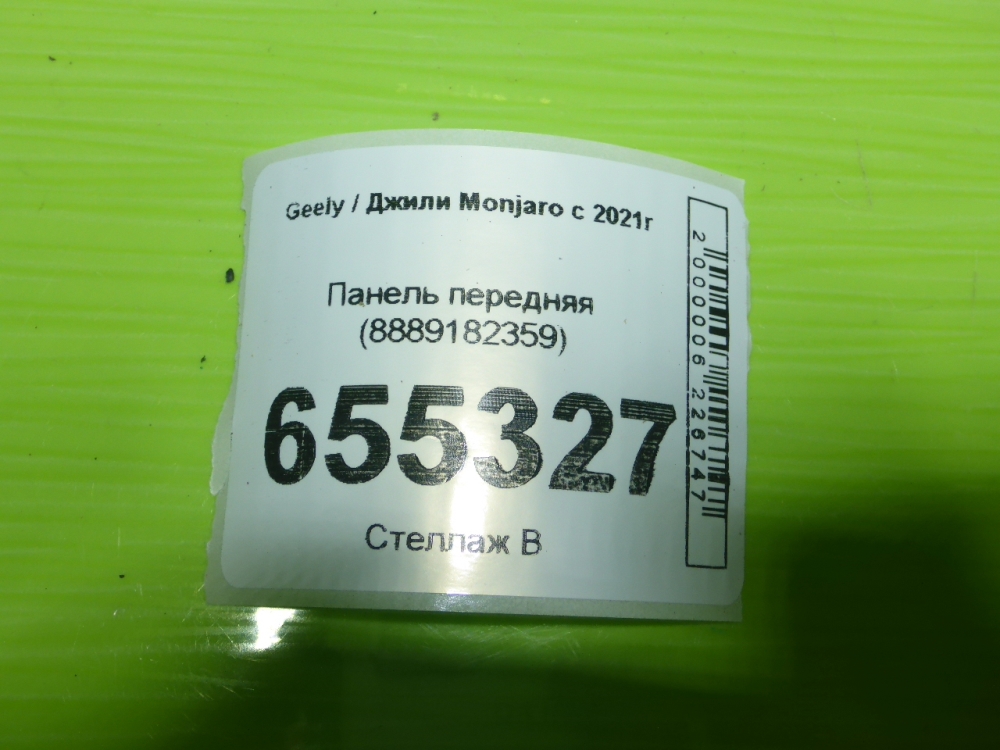 Geely / Джили Monjaro с 2021г
Панель передняя
(8889182359)
655327
Стеллаж В
2000006226747